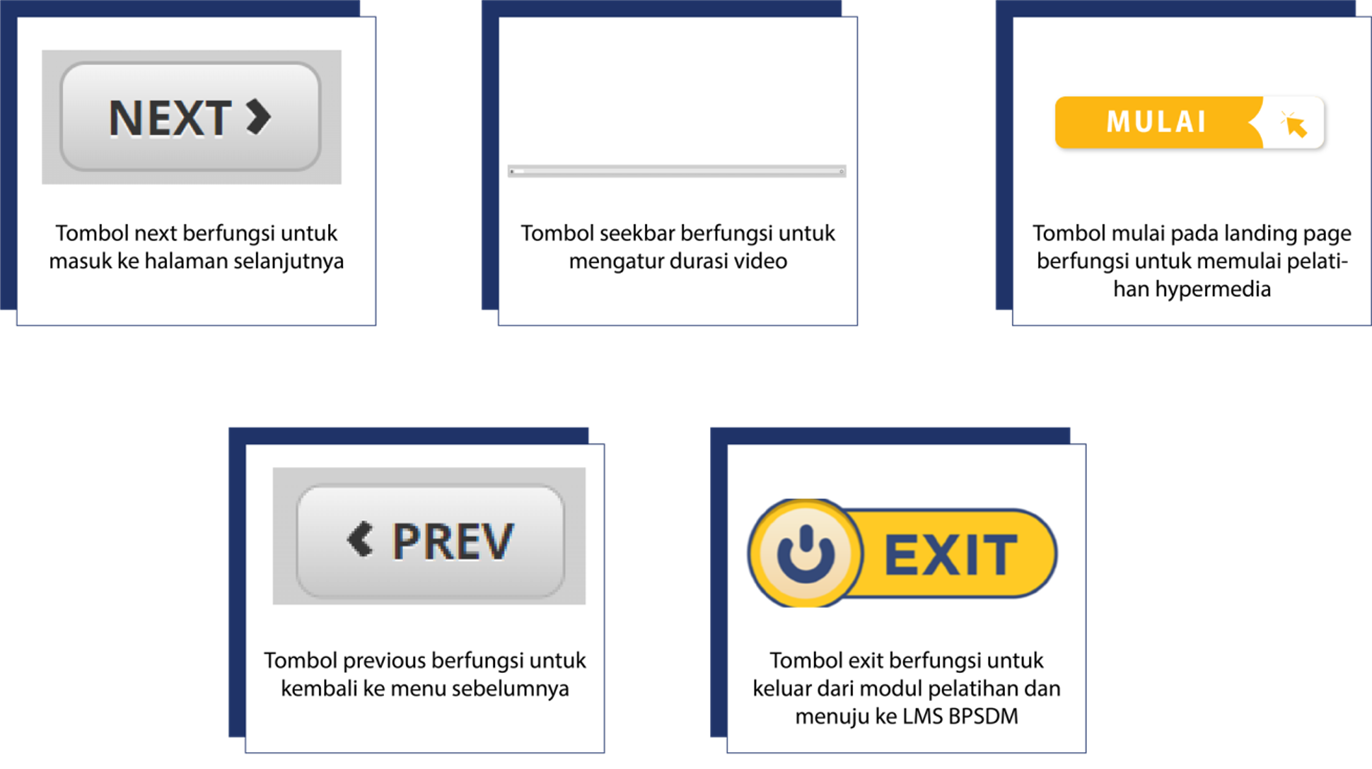 NEXT
Tombol next berfungsi untuk
masuk ke halaman selanjutnya
Tombol seekbar berfungsi untuk
mengatur durasi video
MULAI
Tombol mulai pada landing page
berfungsi untuk memulai pelati-
han hypermedia
PREV
Tombol previous berfungsi untuk
kembali ke menu sebelumnya
EXIT
Tombol exit berfungsi untuk
keluar dari modul pelatihan dan
menuju ke LMS BPSDM